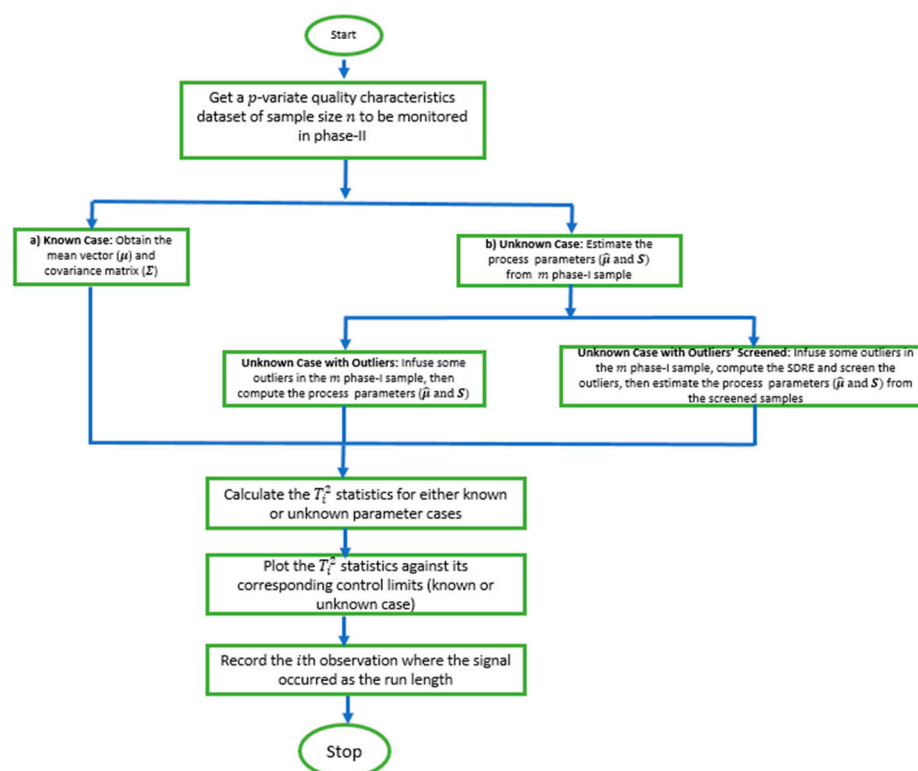 Start
Get a p-variate quality characteristics
dataset of sample size n to be monitored
in phase-II
a) Known Case: Obtain the
mean vector (μ) and
covariance matrix (Σ)
b) Unknown Case: Estimate the
process parameters (μ̂ and S)
from m phase-I sample
Unknown Case with Outliers: Infuse some
outliers in the m phase-I sample, then
compute the process parameters (μ̂ and S)
Unknown Case with Outliers' Screened: Infuse some outliers in
the m phase-I sample, compute the SDRE and screen the
outliers, then estimate the process parameters (μ̂ and S) from
the screened samples
Calculate the T_i^2 statistics for either known
or unknown parameter cases
Plot the T_i^2 statistics against its
corresponding control limits (known or
unknown case)
Record the ith observation where the signal
occurred as the run length
Stop